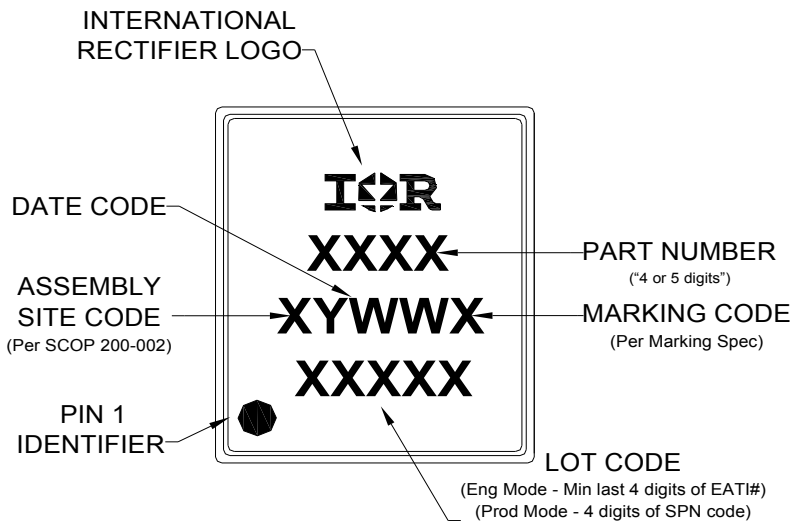 INTERNATIONAL
RECTIFIER LOGO
IOR
DATE CODE
XXXX
PART NUMBER
(“4 or 5 digits”)
ASSEMBLY
SITE CODE
(Per SCOP 200-002)
XYWWX
MARKING CODE
(Per Marking Spec)
XXXXX
PIN 1
IDENTIFIER
LOT CODE
(Eng Mode - Min last 4 digits of EATI#)
(Prod Mode - 4 digits of SPN code)